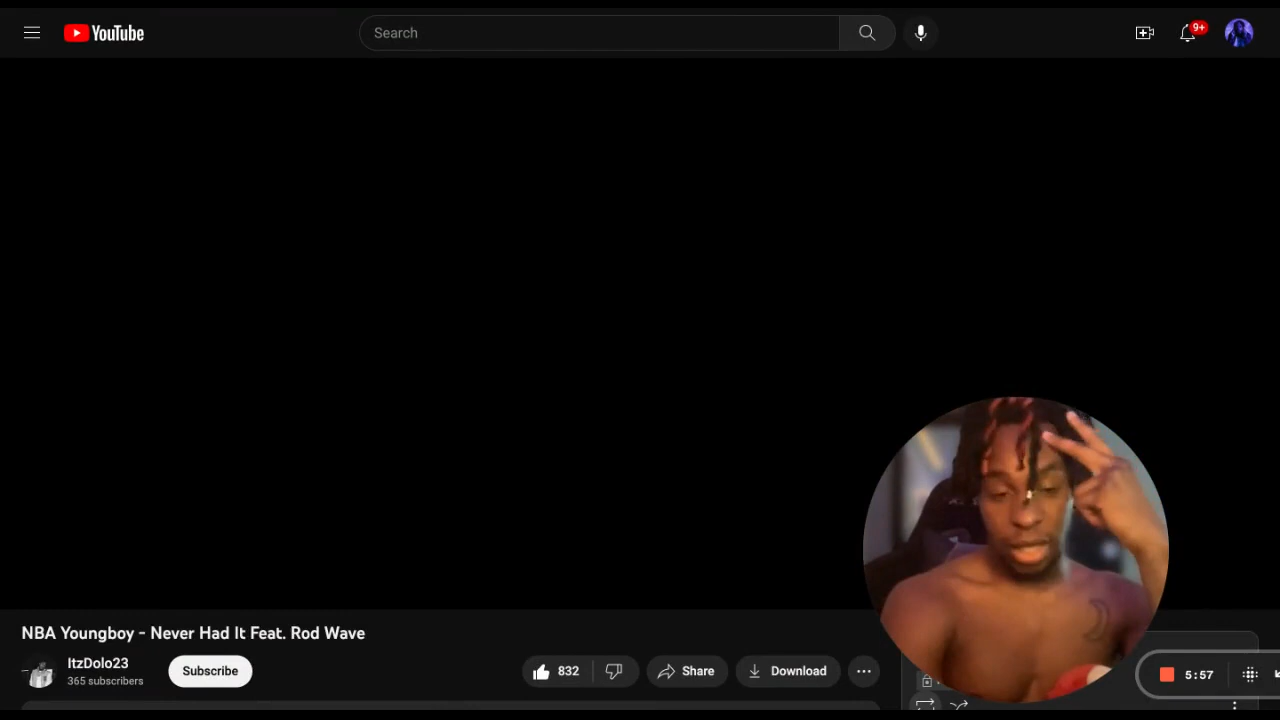 YouTube
Search
9+
NBA Youngboy - Never Had It Feat. Rod Wave
ItzDolo23
365 subscribers
Subscribe
832
Share
Download
5:57